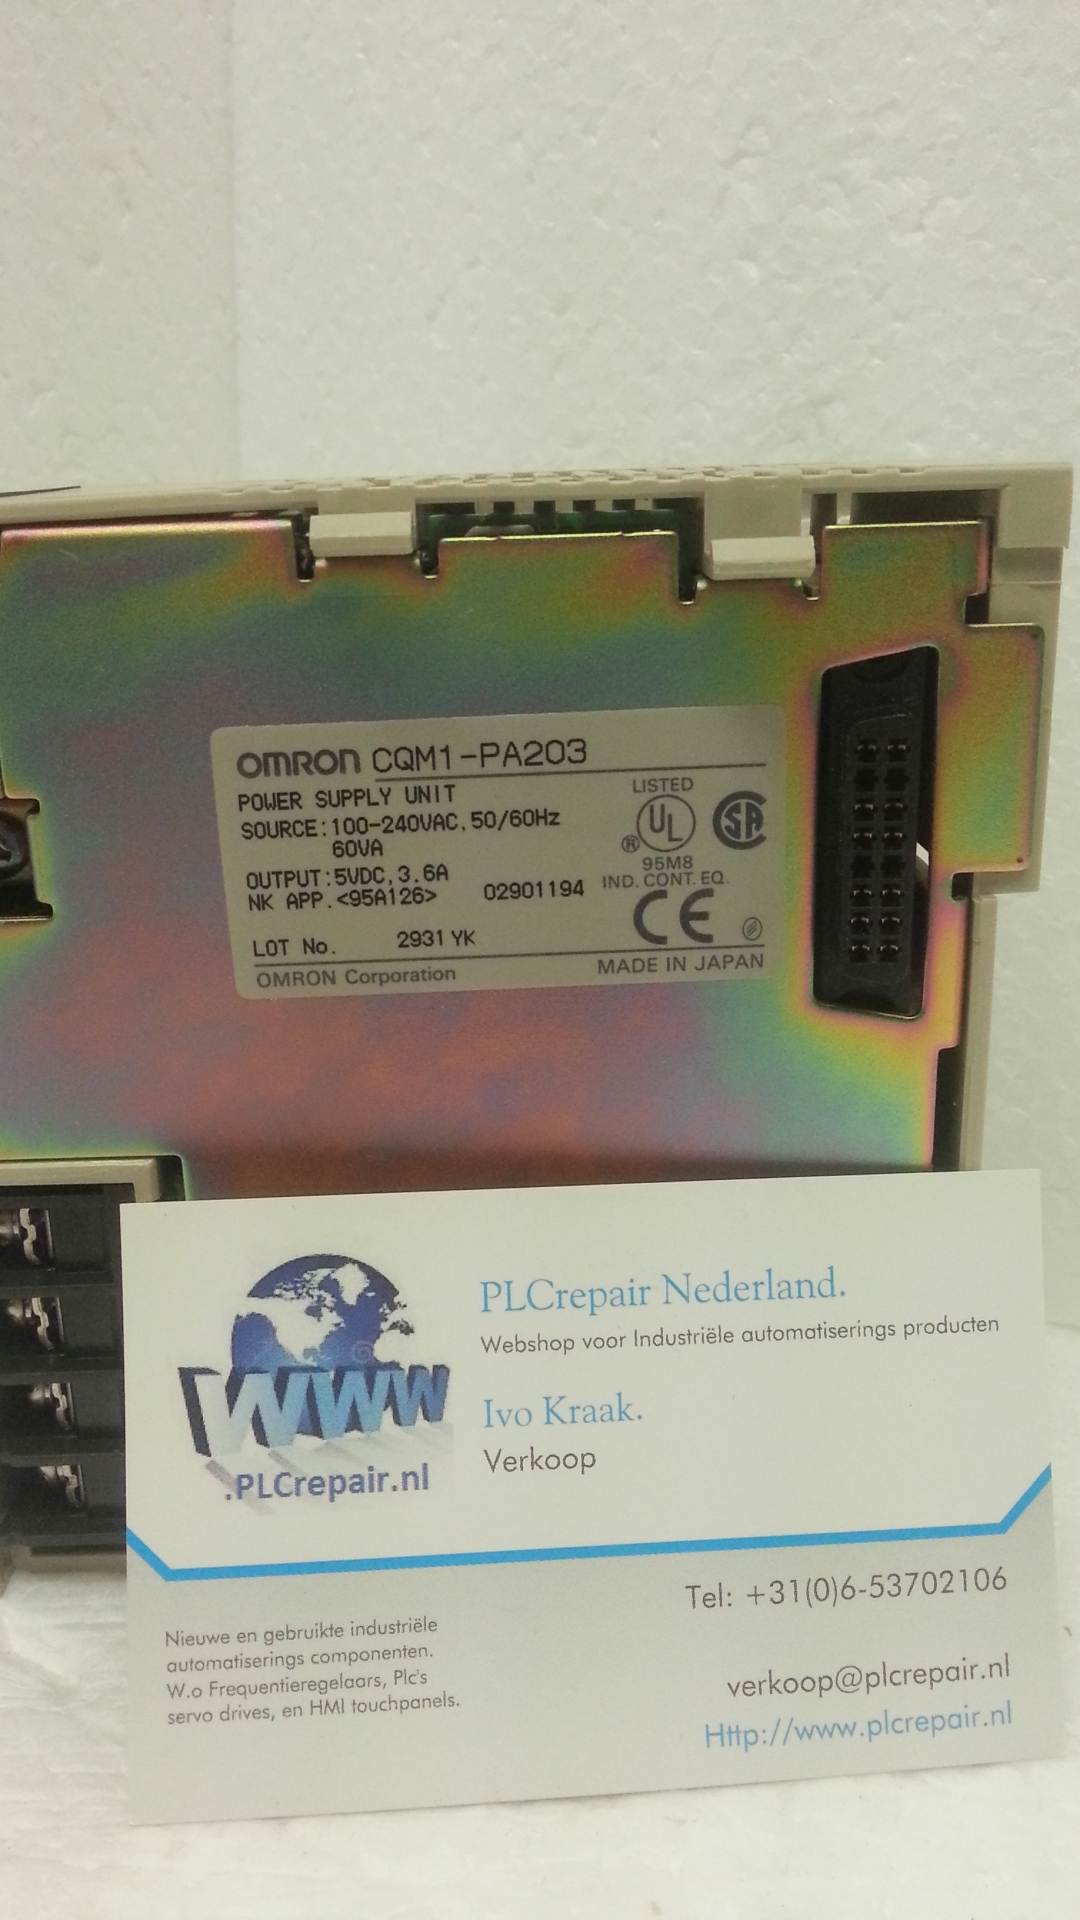 OMRON CQM1-PA203
POWER SUPPLY UNIT
SOURCE:100-240VAC, 50/60Hz
60VA
OUTPUT:5VDC, 3.6A
NK APP.<95A126> 02901194
LOT No. 2931 YK
OMRON Corporation
LISTED
UL
®
SA
95M8
IND. CONT. EQ.
CE
MADE IN JAPAN
www
.PLCrepair.nl
PLCrepair Nederland.
Webshop voor Industriële automatiserings producten
Ivo Kraak.
Verkoop
Tel: +31(0)6-53702106
Nieuwe en gebruikte industriële
automatiserings componenten.
W.o Frequentieregelaars, Plc's
servo drives, en HMI touchpanels.
verkoop@plcrepair.nl
Http://www.plcrepair.nl